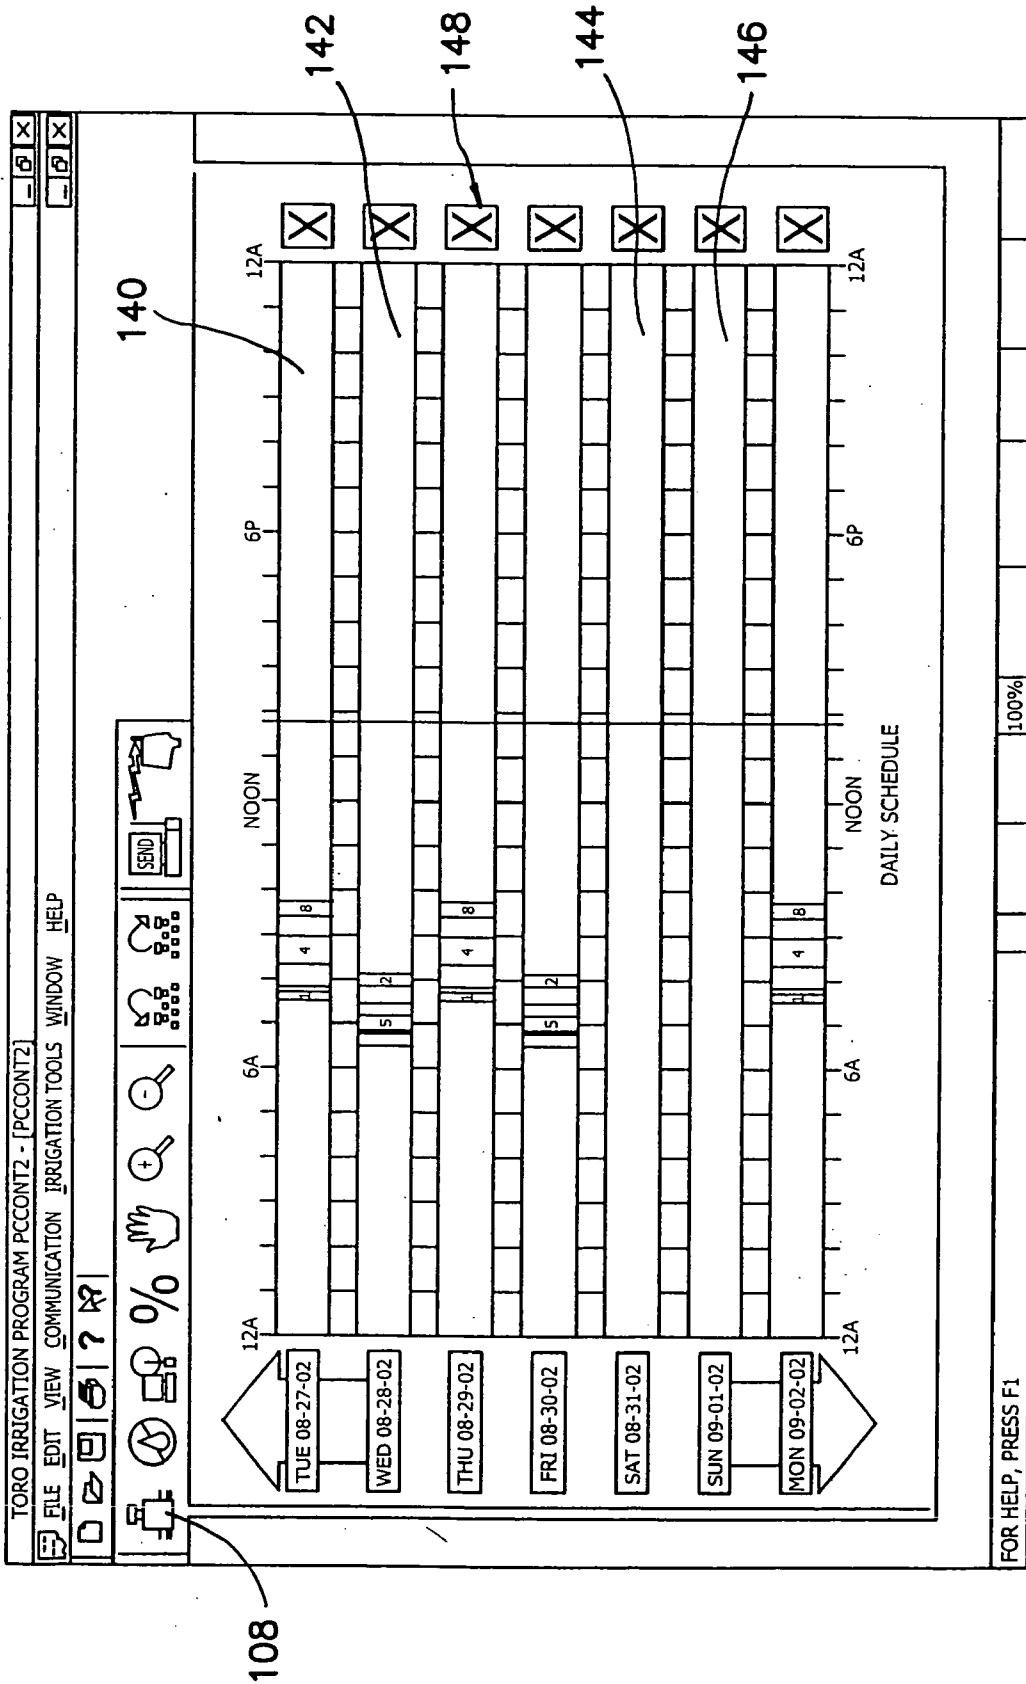 TORO IRRIGATION PROGRAM PCCONT2 - [PCCONT2]
FILE EDIT VIEW COMMUNICATION IRRIGATION TOOLS WINDOW HELP
?
%
SEND
108
140
142
148
144
146
12A 6A NOON 6P 12A
TUE 08-27-02 1 4 8
WED 08-28-02 5 2
THU 08-29-02 1 4 8
FRI 08-30-02 5 2
SAT 08-31-02
SUN 09-01-02
MON 09-02-02 1 4 8
12A 6A NOON 6P 12A
DAILY SCHEDULE
FOR HELP, PRESS F1 100%